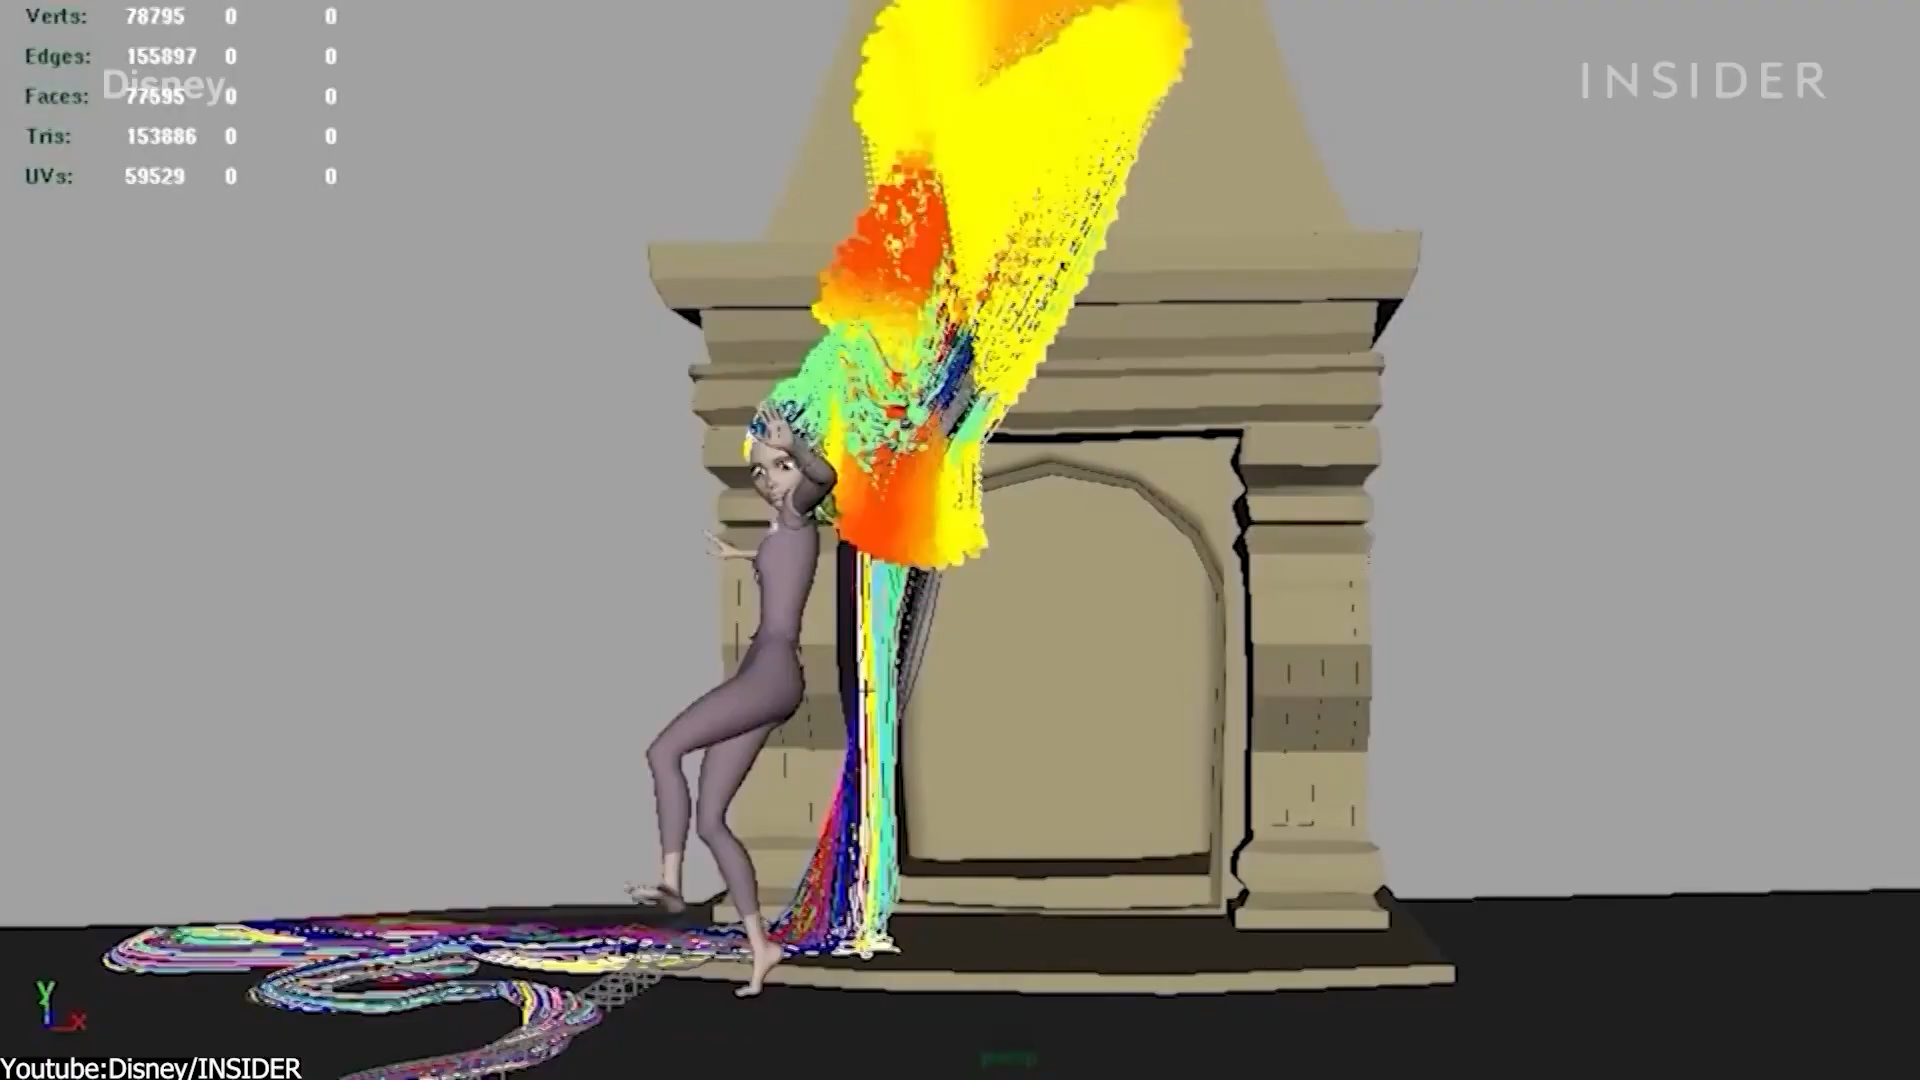 Verts: 78795 0 0
Edges: 155897 0 0
Disney
Faces: 77595 0 0
Tris: 153886 0 0
UVs: 59529 0 0
INSIDER
Y
X
Youtube:Disney/INSIDER